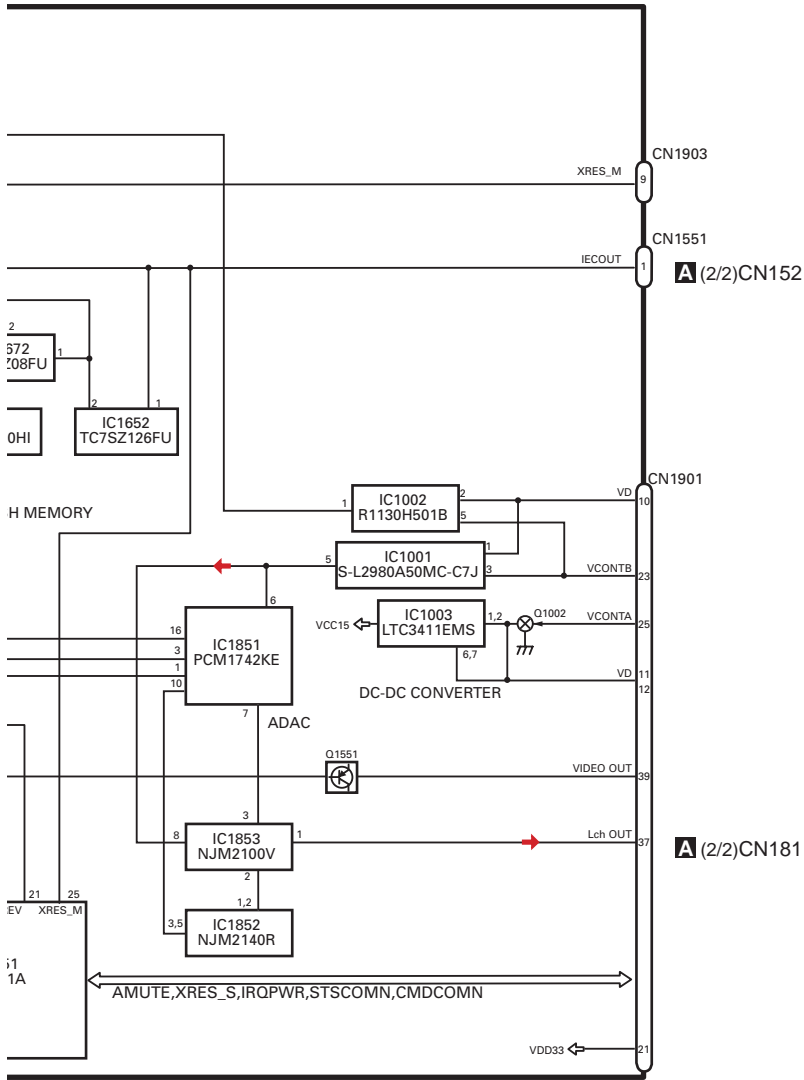 CN1903
XRES_M
9
CN1551
IECOUT
1
A (2/2)CN152
2
672
Z08FU
1
2
1
IC1652
TC7SZ126FU
0HI
CN1901
H MEMORY
1
IC1002
R1130H501B
2
5
VD
10
5
IC1001
S-L2980A50MC-C7J
1
3
VCONTB
23
6
VCC15
IC1003
LTC3411EMS
1,2
6,7
Q1002
VCONTA
25
16
3
1
10
IC1851
PCM1742KE
7
ADAC
DC-DC CONVERTER
VD
11
12
Q1551
VIDEO OUT
39
3
8
IC1853
NJM2100V
1
2
Lch OUT
37
A (2/2)CN181
21
25
EV
XRES_M
1,2
3,5
IC1852
NJM2140R
51
1A
AMUTE,XRES_S,IRQPWR,STSCOMN,CMDCOMN
VDD33
21